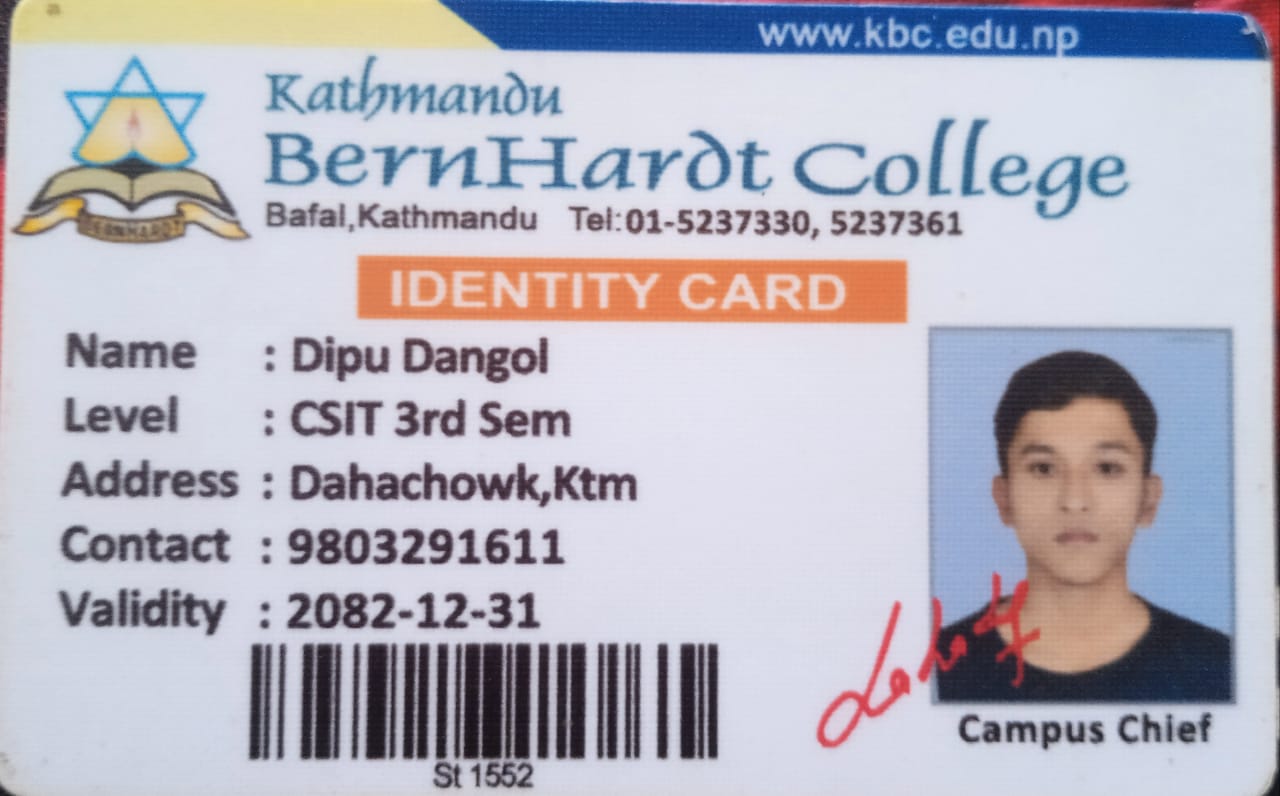 www.kbc.edu.np
Kathmandu
BernHardt College
BERNHARDT
Bafal,Kathmandu Tel:01-5237330, 5237361
IDENTITY CARD
Name : Dipu Dangol
Level : CSIT 3rd Sem
Address : Dahachowk,Ktm
Contact : 9803291611
Validity : 2082-12-31
St 1552
Campus Chief